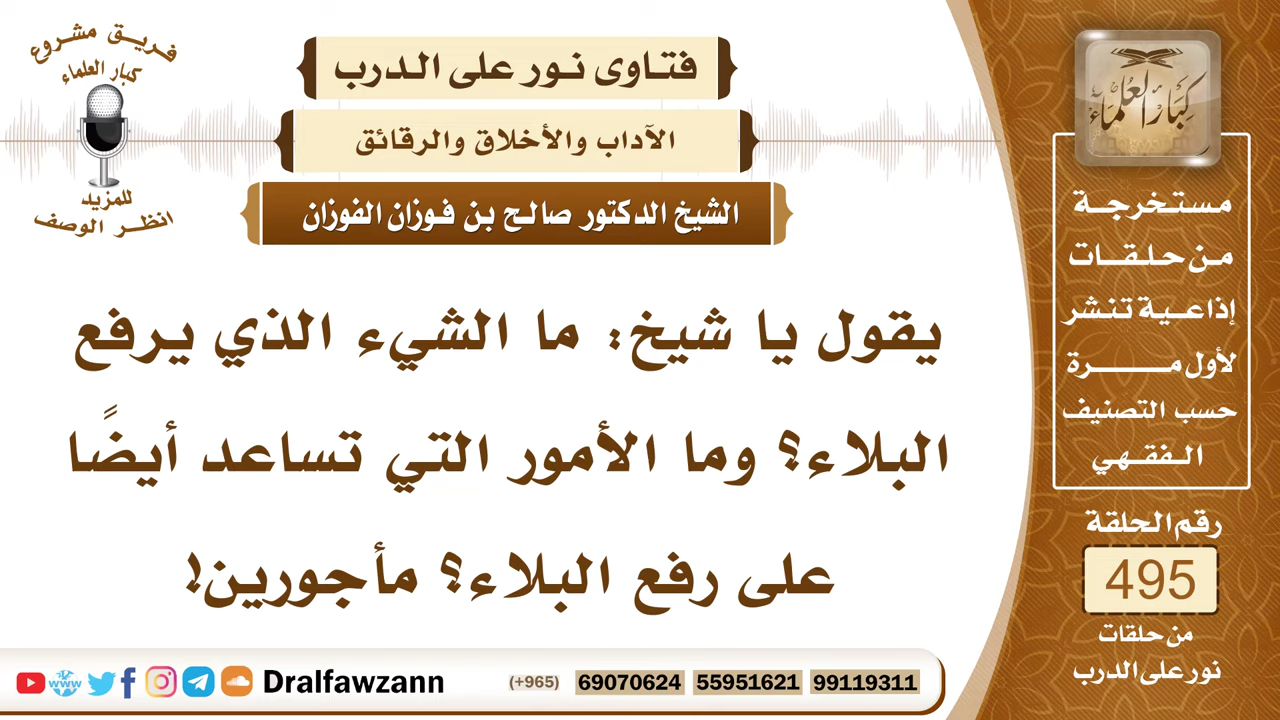 فريق مشروع
كبار العلماء
للمزيد
انظر الوصف
فتاوى نور على الدرب
الآداب والأخلاق والرقائق
الشيخ الدكتور صالح بن فوزان الفوزان
يقول يا شيخ: ما الشيء الذي يرفع
البلاء؟ وما الأمور التي تساعد أيضًا
على رفع البلاء؟ مأجورين!
كبار العلماء
مستخرجة
من حلقات
إذاعية تنشر
لأول مرة
حسب التصنيف
الفقهي
رقم الحلقة
495
من حلقات
نور على الدرب
www
Dralfawzann
(+965) 69070624 55951621 99119311